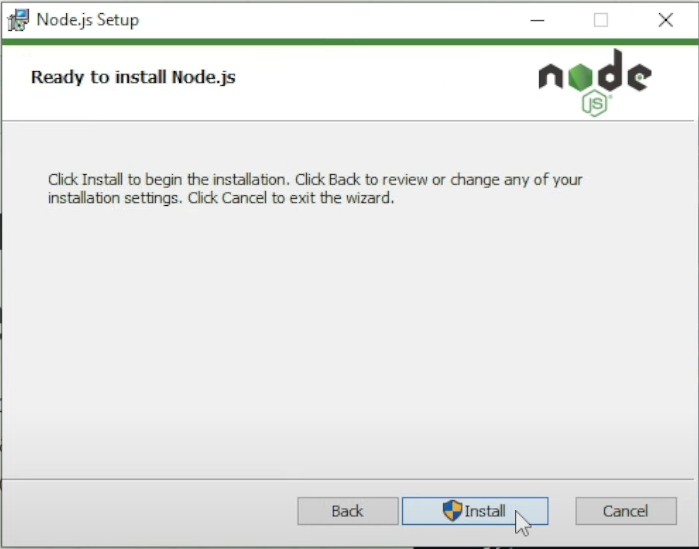 Node.js Setup
Ready to install Node.js
node
JS
Click Install to begin the installation. Click Back to review or change any of your
installation settings. Click Cancel to exit the wizard.
Back
Install
Cancel